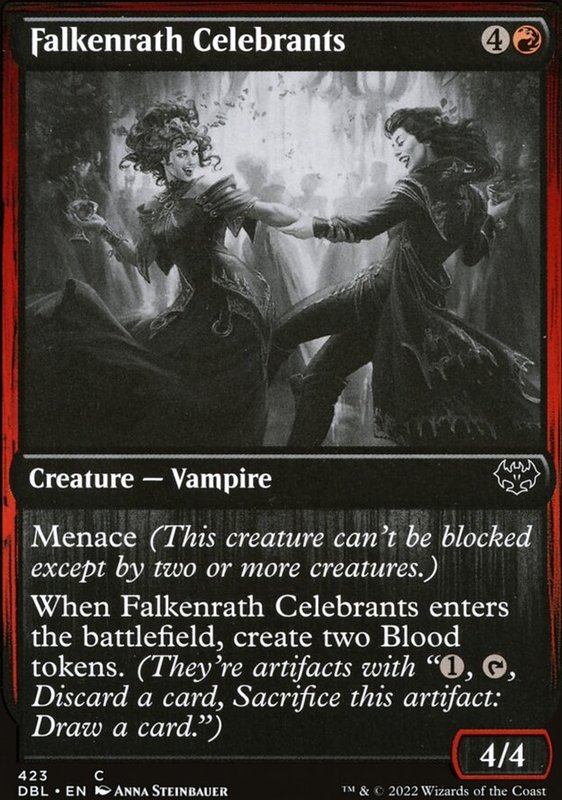 Falkenrath Celebrants 4
Creature — Vampire
Menace (This creature can't be blocked
except by two or more creatures.)
When Falkenrath Celebrants enters
the battlefield, create two Blood
tokens. (They're artifacts with "1, ,
Discard a card, Sacrifice this artifact:
Draw a card.")
4/4
423 C
DBL • EN Anna Steinbauer
™ & © 2022 Wizards of the Coast